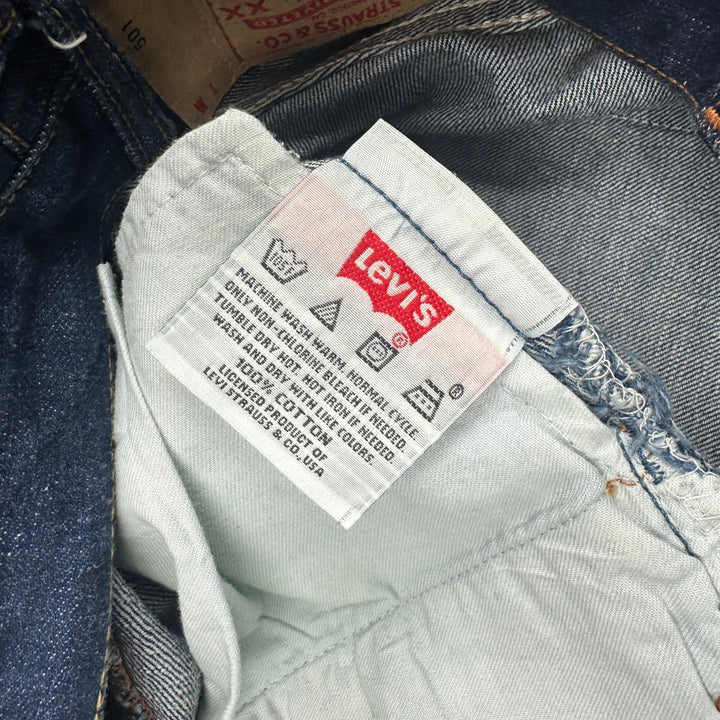 STRAUSS & CO.
XX
501
W L
LEVI'S
®
105F
®
MACHINE WASH WARM, NORMAL CYCLE.
ONLY NON-CHLORINE BLEACH IF NEEDED.
TUMBLE DRY HOT. HOT IRON IF NEEDED.
WASH AND DRY WITH LIKE COLORS.
100% COTTON
LICENSED PRODUCT OF
LEVI STRAUSS & CO., USA